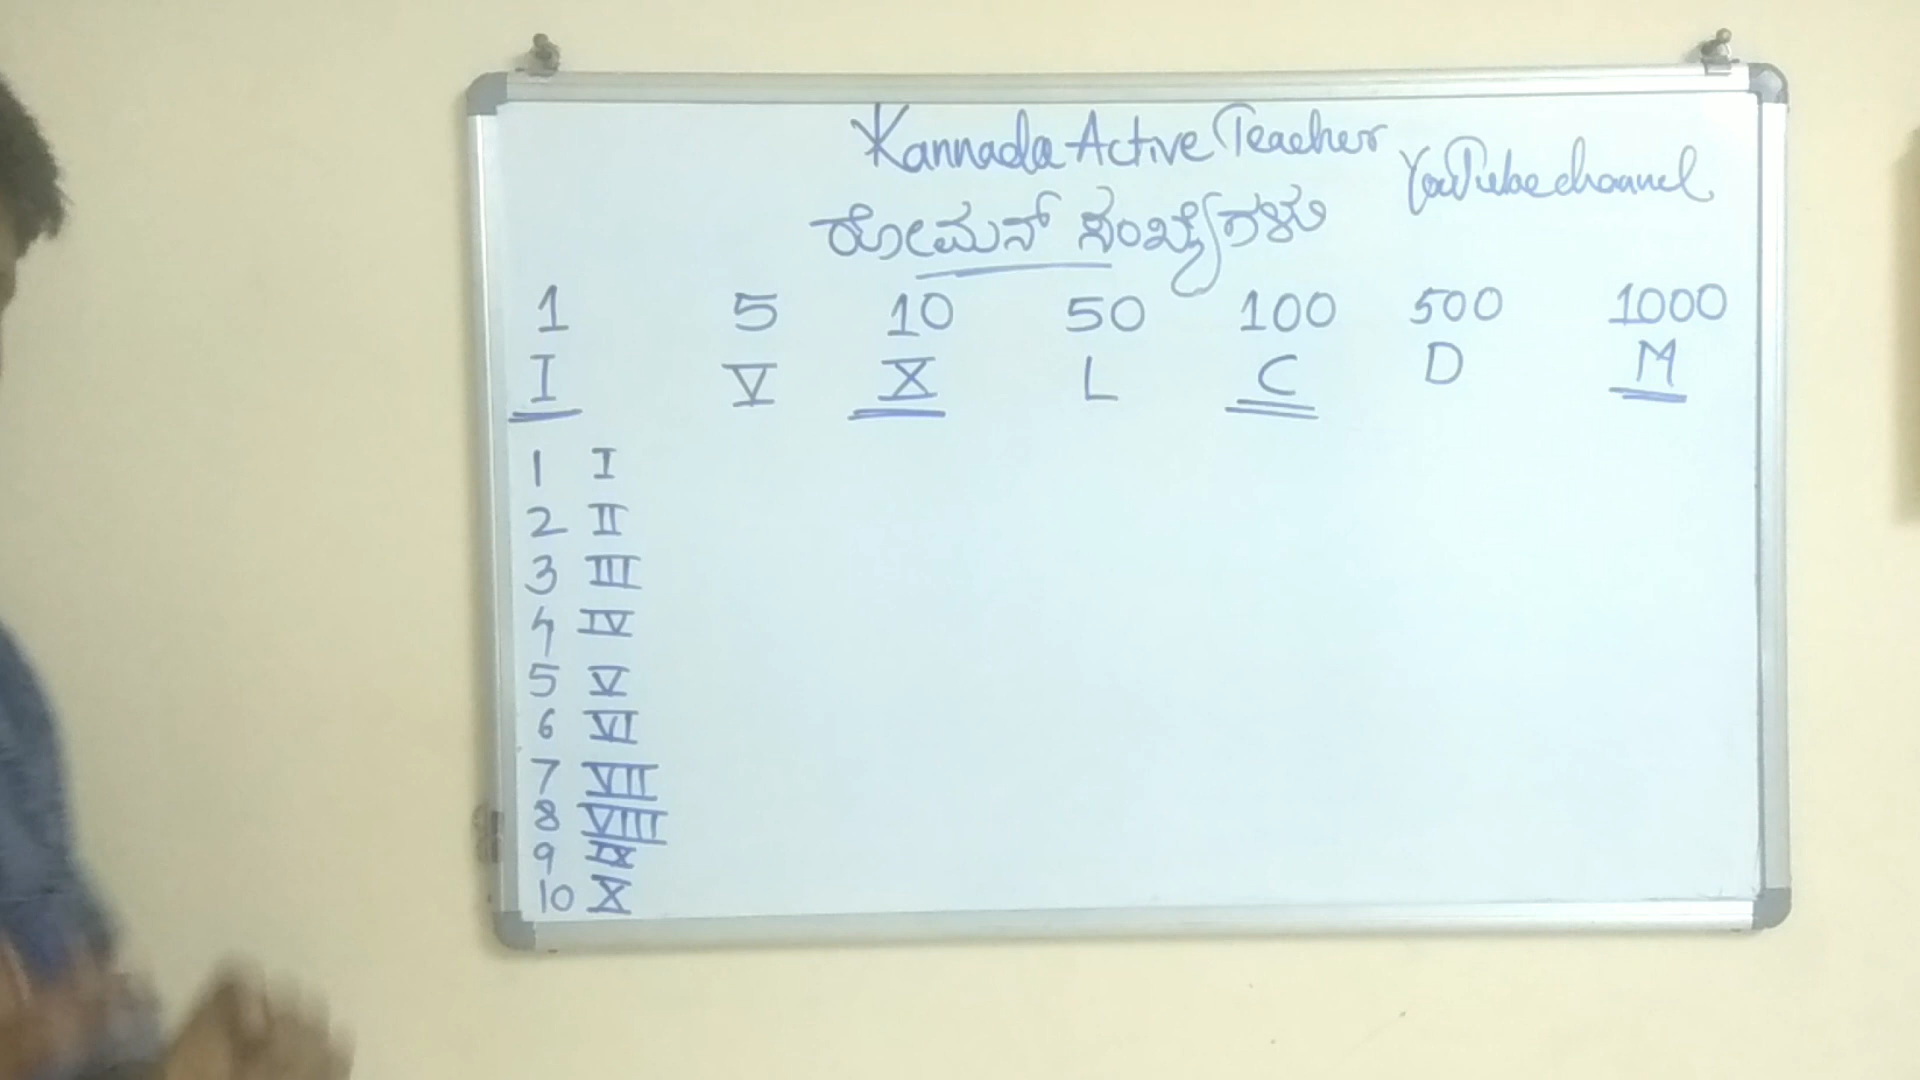 Kannada Active Teacher
YouTube channel
ರೋಮನ್ ಸಂಖ್ಯೆಗಳು
1 5 10 50 100 500 1000
I V X L C D M
1 I
2 II
3 III
4 IV
5 V
6 VI
7 VII
8 VIII
9 IX
10 X